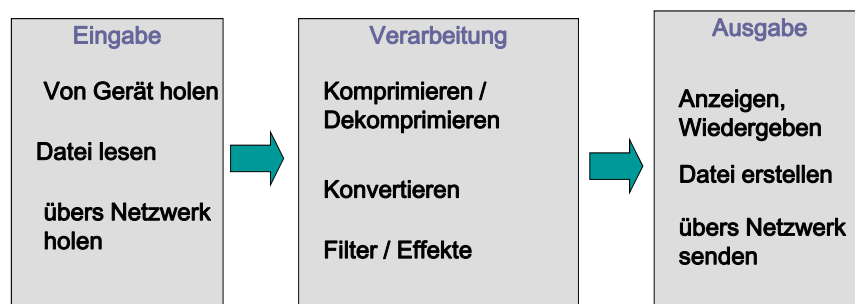 Eingabe
Von Gerät holen
Datei lesen
übers Netzwerk
holen
Verarbeitung
Komprimieren /
Dekomprimieren
Konvertieren
Filter / Effekte
Ausgabe
Anzeigen,
Wiedergeben
Datei erstellen
übers Netzwerk
senden